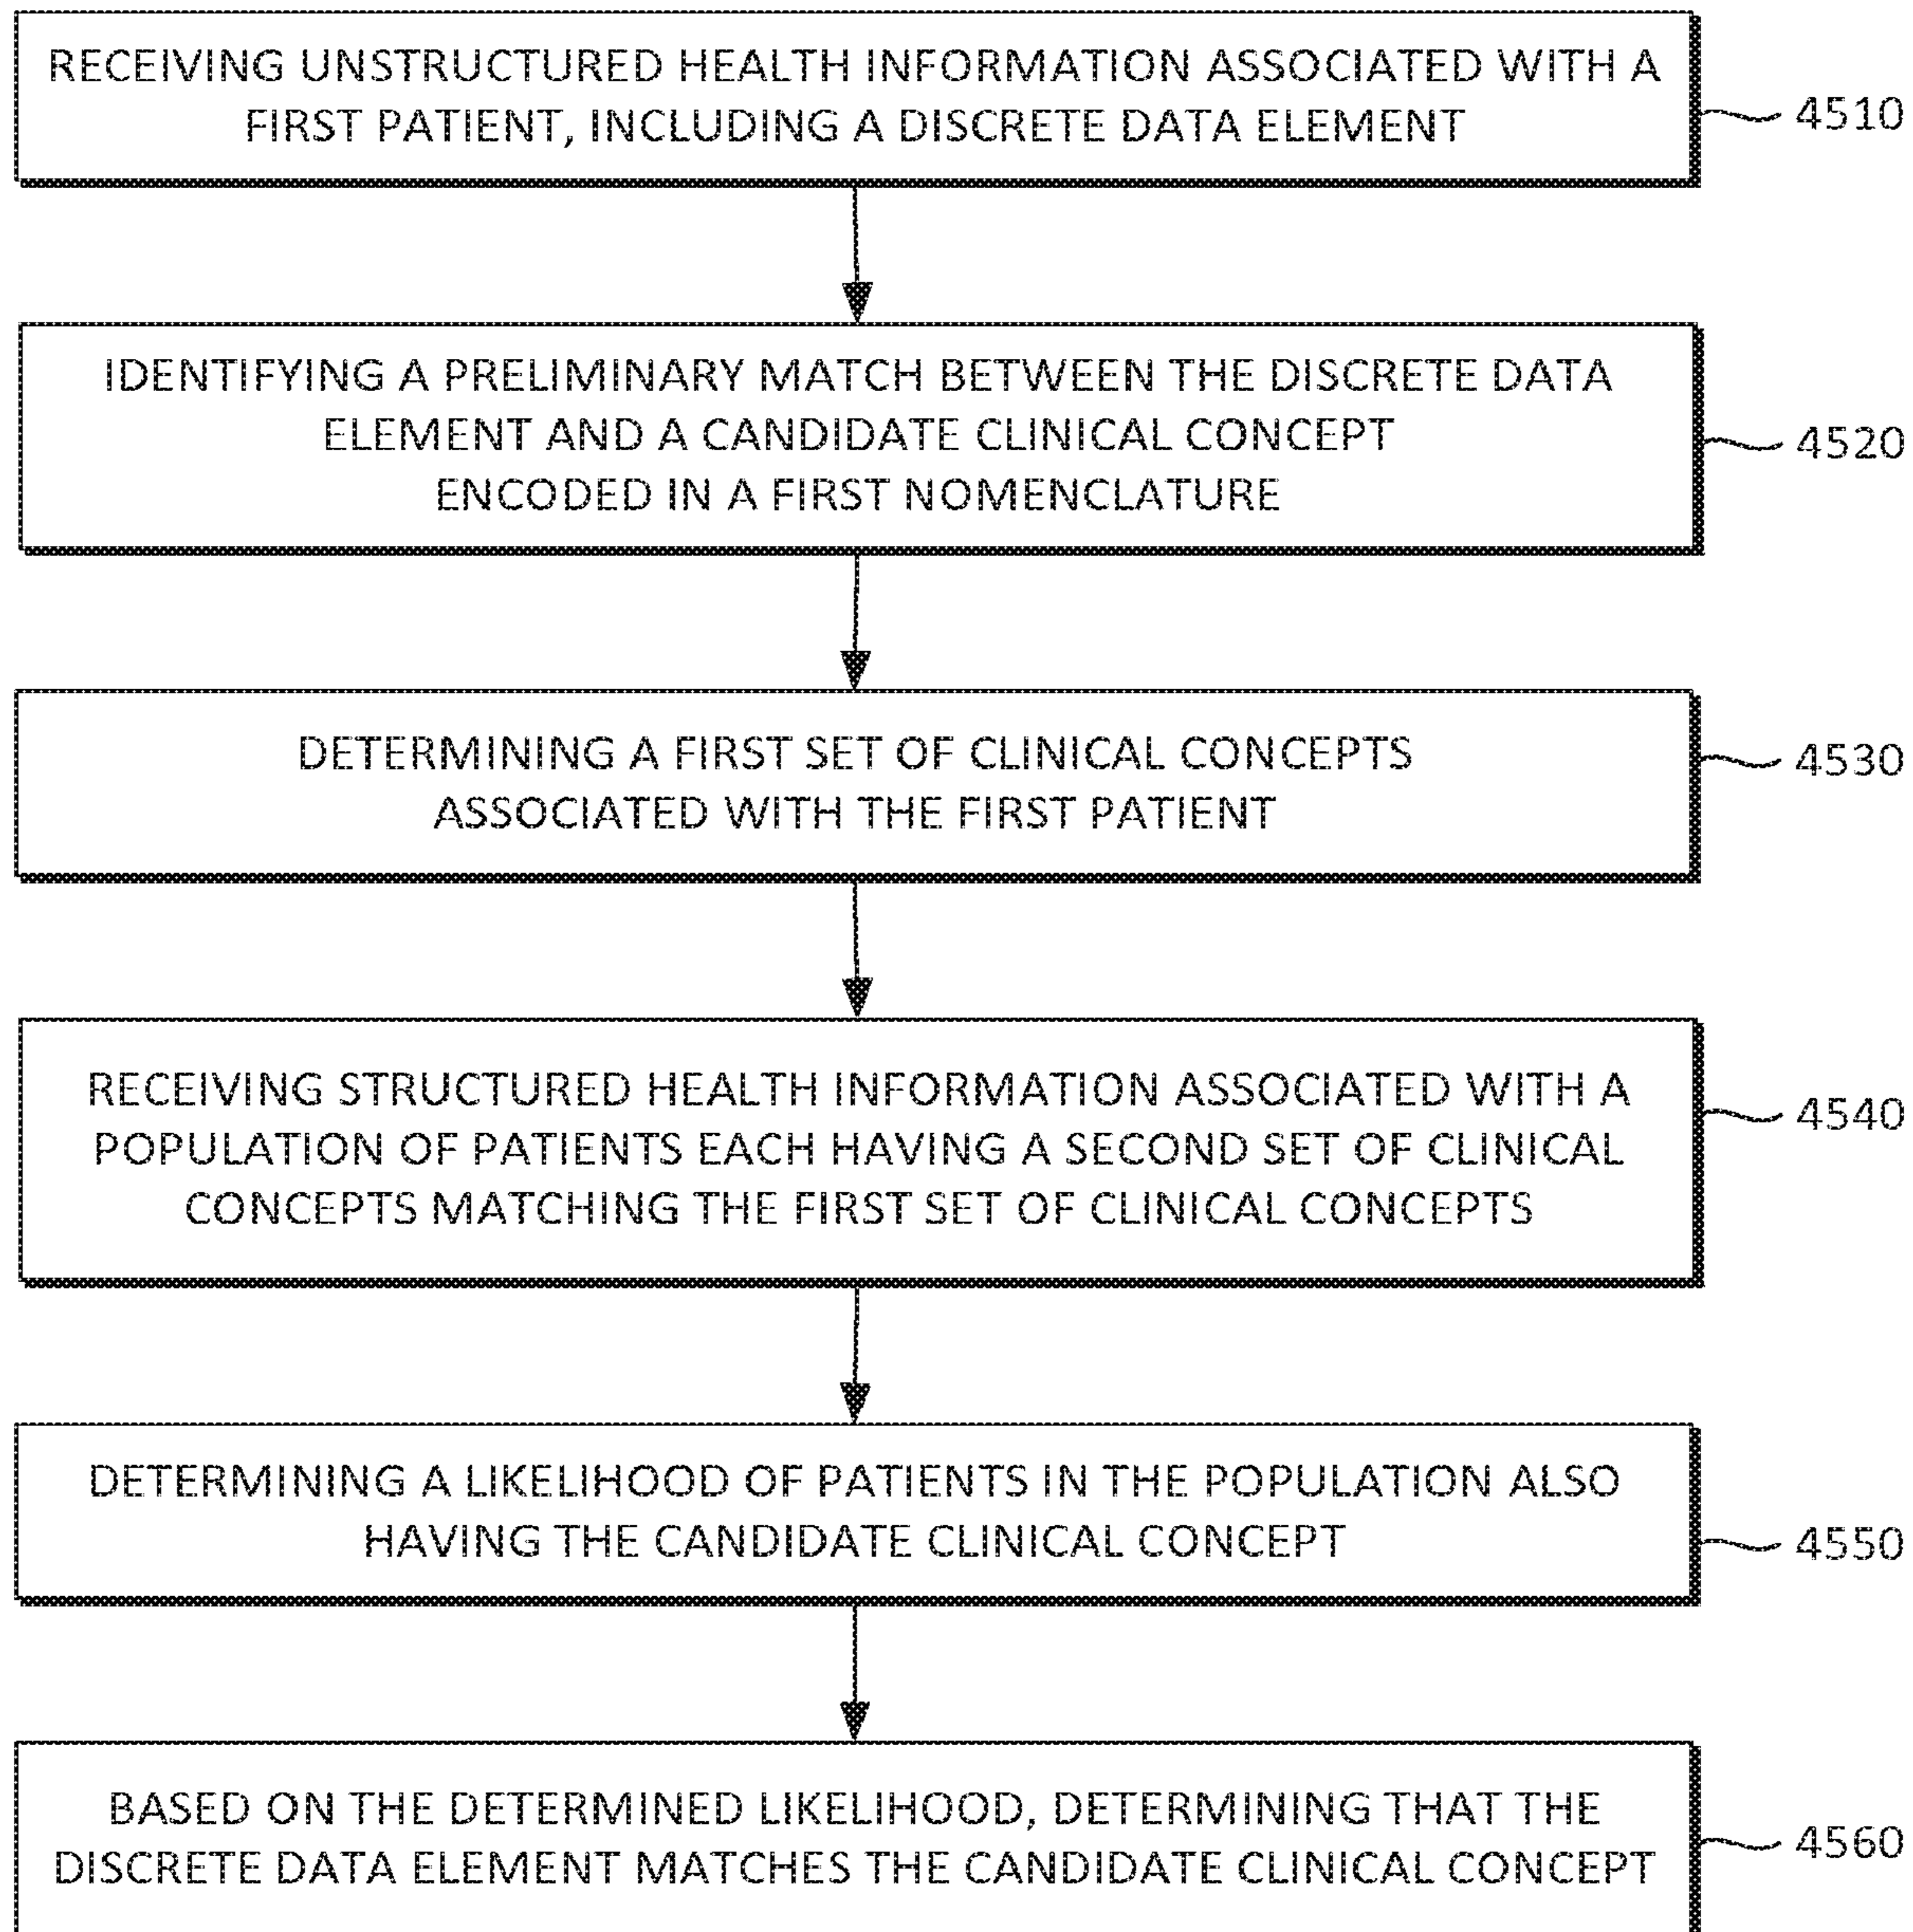 RECEIVING UNSTRUCTURED HEALTH INFORMATION ASSOCIATED WITH A
FIRST PATIENT, INCLUDING A DISCRETE DATA ELEMENT
4510
IDENTIFYING A PRELIMINARY MATCH BETWEEN THE DISCRETE DATA
ELEMENT AND A CANDIDATE CLINICAL CONCEPT
ENCODED IN A FIRST NOMENCLATURE
4520
DETERMINING A FIRST SET OF CLINICAL CONCEPTS
ASSOCIATED WITH THE FIRST PATIENT
4530
RECEIVING STRUCTURED HEALTH INFORMATION ASSOCIATED WITH A
POPULATION OF PATIENTS EACH HAVING A SECOND SET OF CLINICAL
CONCEPTS MATCHING THE FIRST SET OF CLINICAL CONCEPTS
4540
DETERMINING A LIKELIHOOD OF PATIENTS IN THE POPULATION ALSO
HAVING THE CANDIDATE CLINICAL CONCEPT
4550
BASED ON THE DETERMINED LIKELIHOOD, DETERMINING THAT THE
DISCRETE DATA ELEMENT MATCHES THE CANDIDATE CLINICAL CONCEPT
4560